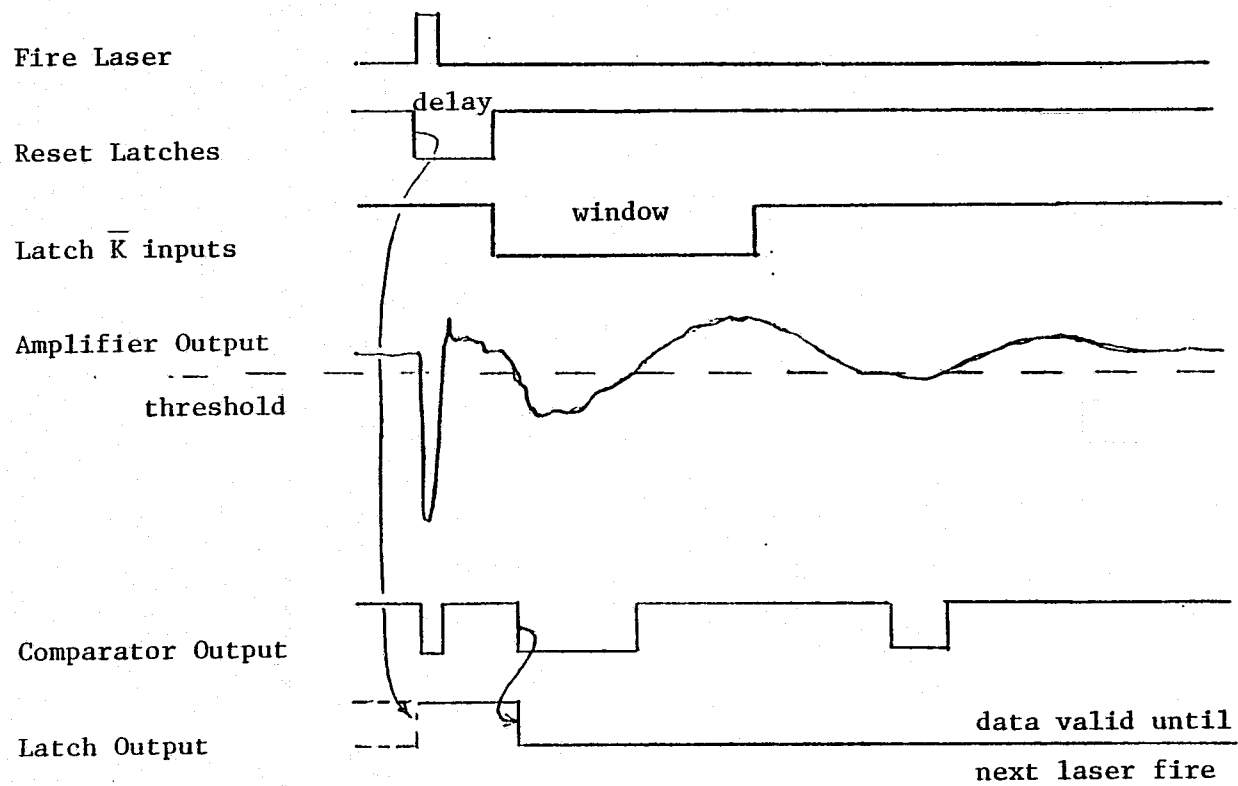 Fire Laser
delay
Reset Latches
window
Latch K̅ inputs
Amplifier Output
threshold
Comparator Output
data valid until
Latch Output
next laser fire